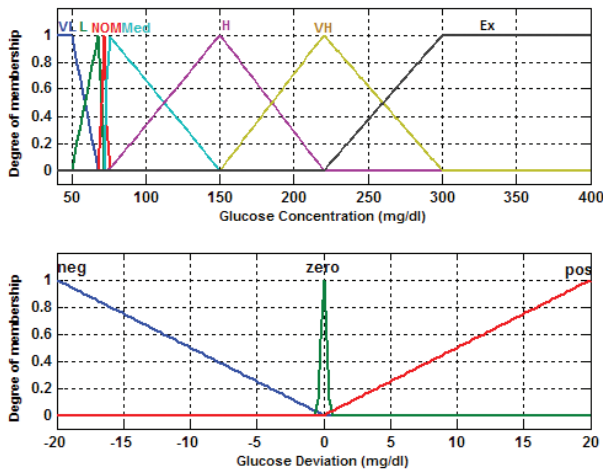 VL L NOM Med H VH Ex
1
0.8
0.6
0.4
0.2
0
Degree of membership
50 100 150 200 250 300 350 400
Glucose Concentration (mg/dl)
neg zero pos
1
0.8
0.6
0.4
0.2
0
Degree of membership
-20 -15 -10 -5 0 5 10 15 20
Glucose Deviation (mg/dl)